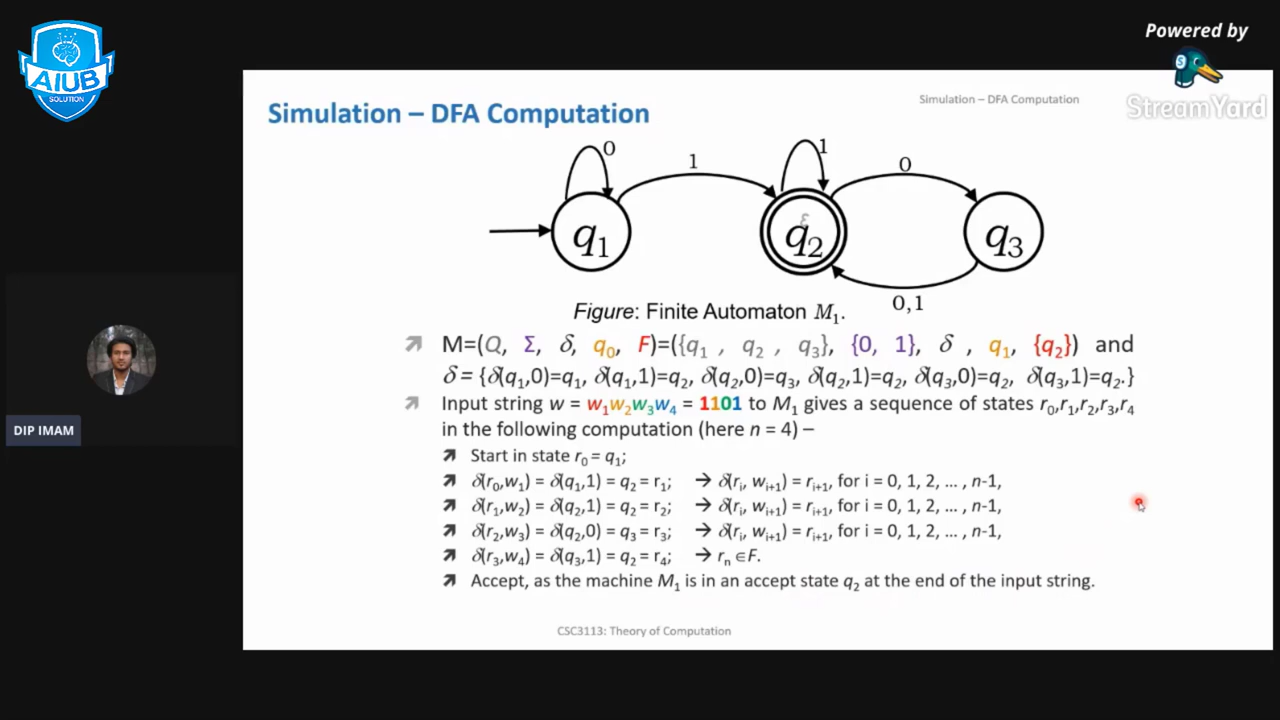 Powered by
StreamYard
AIUB
SOLUTION
Simulation – DFA Computation
Simulation – DFA Computation
0
1
1
0
q1
ε
q2
q3
0,1
Figure: Finite Automaton M1.
M=(Q, Σ, δ, q0, F)=({q1 , q2 , q3}, {0, 1}, δ , q1, {q2}) and
δ = {δ(q1,0)=q1, δ(q1,1)=q2, δ(q2,0)=q3, δ(q2,1)=q2, δ(q3,0)=q2, δ(q3,1)=q2.}
Input string w = w1w2w3w4 = 1101 to M1 gives a sequence of states r0,r1,r2,r3,r4
in the following computation (here n = 4) –
Start in state r0 = q1;
δ(r0,w1) = δ(q1,1) = q2 = r1; → δ(ri, wi+1) = ri+1, for i = 0, 1, 2, ... , n-1,
δ(r1,w2) = δ(q2,1) = q2 = r2; → δ(ri, wi+1) = ri+1, for i = 0, 1, 2, ... , n-1,
δ(r2,w3) = δ(q2,0) = q3 = r3; → δ(ri, wi+1) = ri+1, for i = 0, 1, 2, ... , n-1,
δ(r3,w4) = δ(q3,1) = q2 = r4; → rn ∈F.
Accept, as the machine M1 is in an accept state q2 at the end of the input string.
CSC3113: Theory of Computation
DIP IMAM